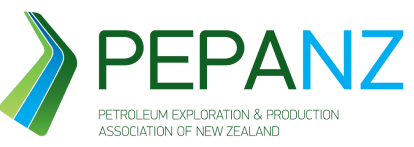 PEPANZ
PETROLEUM EXPLORATION & PRODUCTION
ASSOCIATION OF NEW ZEALAND